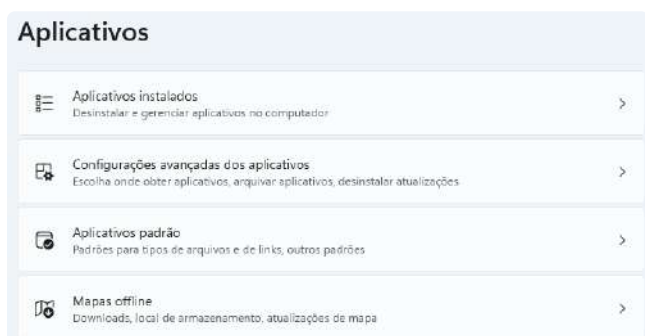 Aplicativos
Aplicativos instalados
Desinstalar e gerenciar aplicativos no computador
Configurações avançadas dos aplicativos
Escolha onde obter aplicativos, arquivar aplicativos, desinstalar atualizações
Aplicativos padrão
Padrões para tipos de arquivos e de links, outros padrões
Mapas offline
Downloads, local de armazenamento, atualizações de mapa